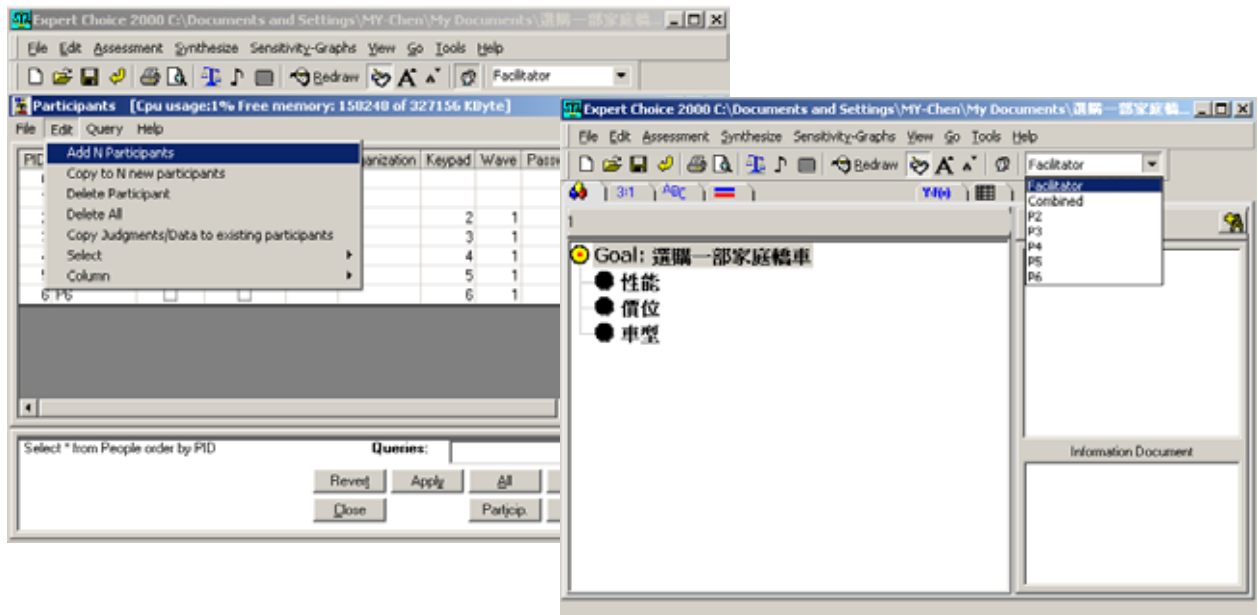 Expert Choice 2000 C:\Documents and Settings\MY-Chen\My Documents\選購一部家庭轎...
File Edit Assessment Synthesize Sensitivity-Graphs View Go Tools Help
Redraw A A Facilitator
Participants [Cpu usage:1% Free memory: 150240 of 327156 KByte]
File Edit Query Help
PID anization Keypad Wave Passw
Add N Participants
Copy to N new participants
Delete Participant
Delete All
Copy Judgments/Data to existing participants
Select
Column
2 1
3 1
4 1
5 1
6 P6 6 1
Select * from People order by PID Queries:
Revert Apply All
Close Particip.
Expert Choice 2000 C:\Documents and Settings\MY-Chen\My Documents\選購一部家庭轎...
File Edit Assessment Synthesize Sensitivity-Graphs View Go Tools Help
Redraw A A Facilitator
3:1 ABC Y=f(x)
Facilitator
Combined
P2
P3
P4
P5
P6
1
Goal: 選購一部家庭轎車
性能
價位
車型
Information Document